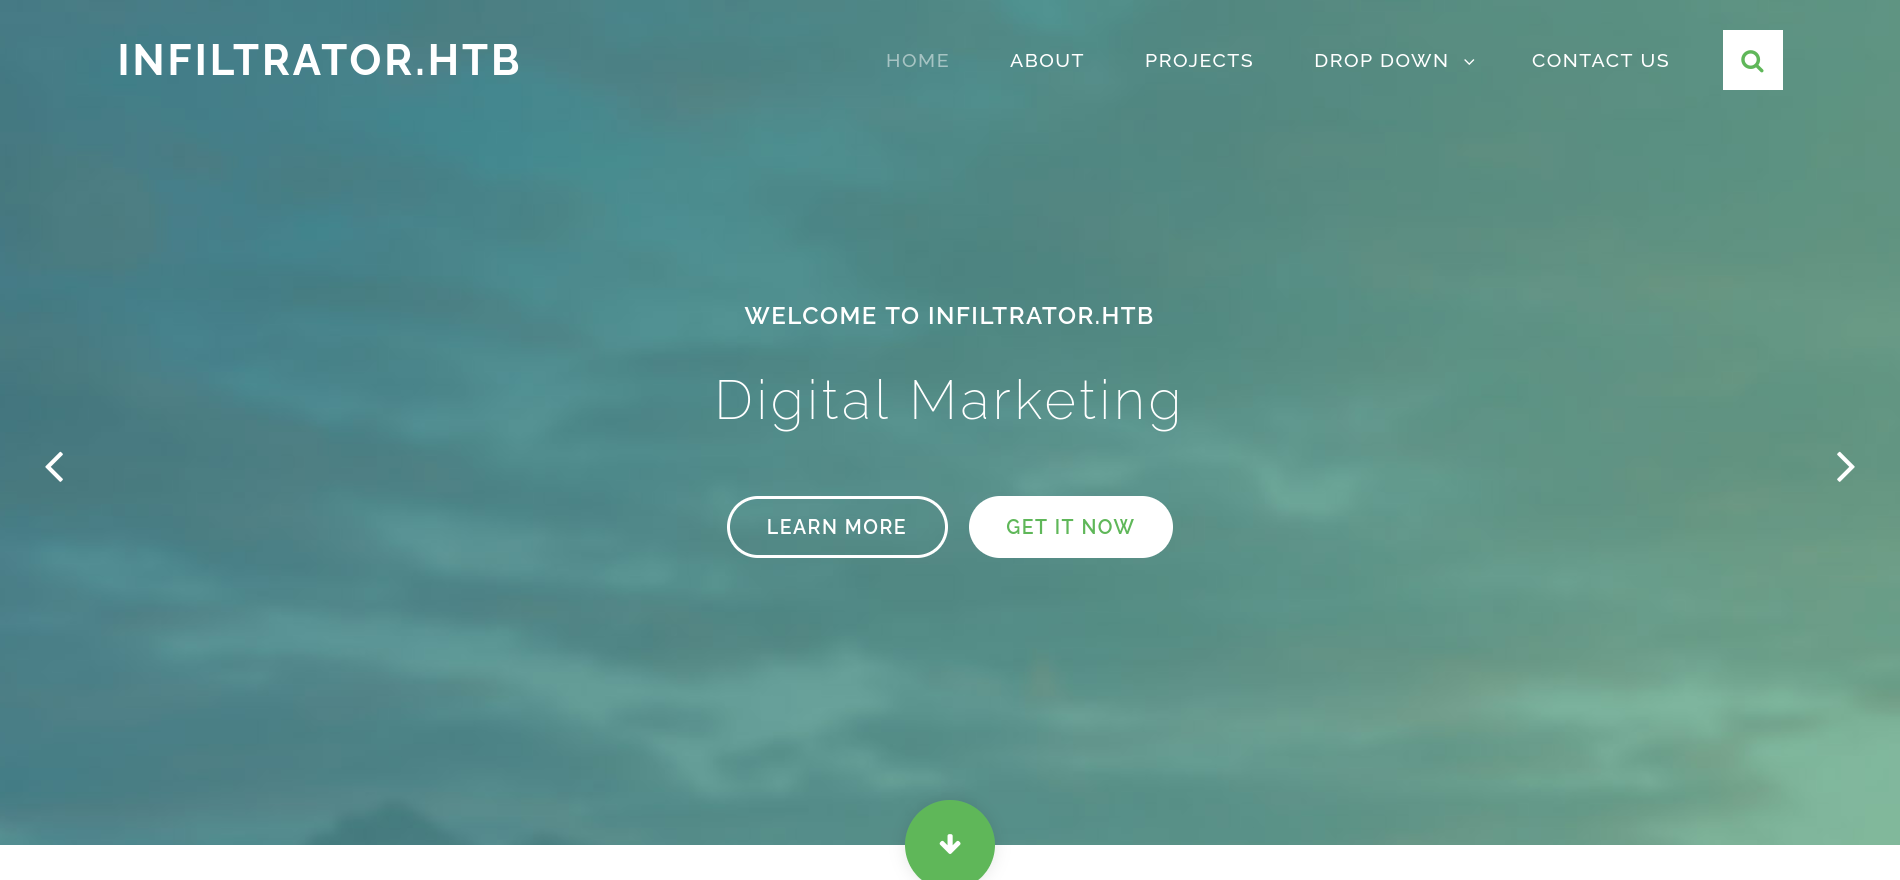 INFILTRATOR.HTB
HOME ABOUT PROJECTS DROP DOWN CONTACT US
WELCOME TO INFILTRATOR.HTB
Digital Marketing
LEARN MORE GET IT NOW